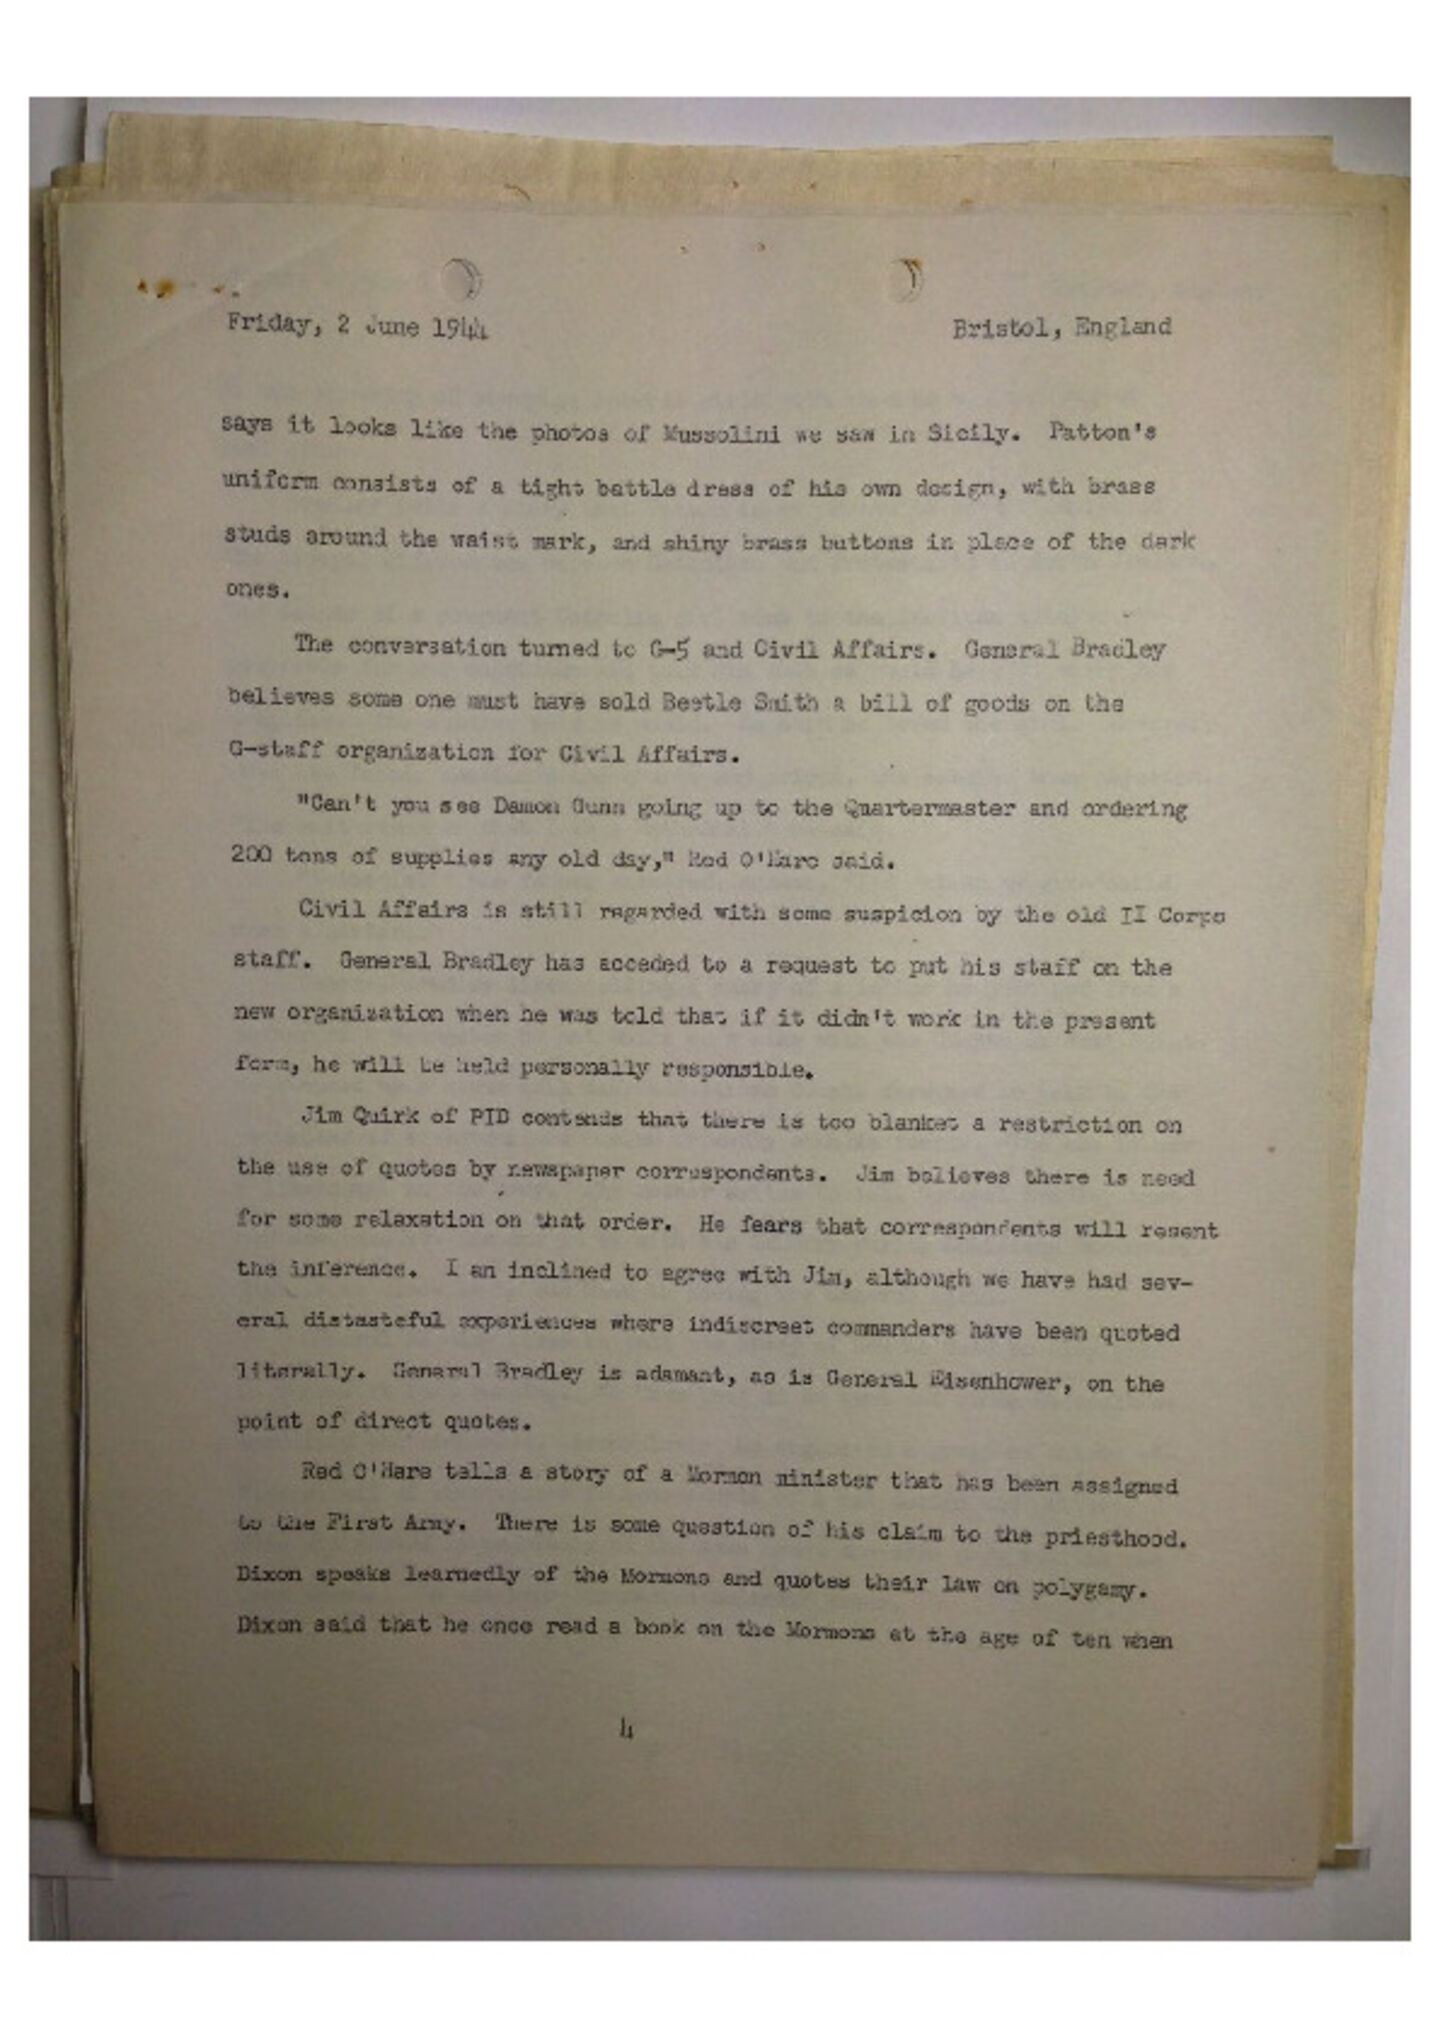 Friday, 2 June 1944 Bristol, England
says it looks like the photos of Mussolini we saw in Sicily. Patton's
uniform consists of a tight battle dress of his own design, with brass
studs around the waist mark, and shiny brass buttons in place of the dark
ones.
The conversation turned to G-5 and Civil Affairs. General Bradley
believes some one must have sold Beetle Smith a bill of goods on the
G-staff organization for Civil Affairs.
"Can't you see Damon Gunn going up to the Quartermaster and ordering
200 tons of supplies any old day," Red O'Hare said.
Civil Affairs is still regarded with some suspicion by the old II Corps
staff. General Bradley has acceded to a request to put his staff on the
new organization when he was told that if it didn't work in the present
form, he will be held personally responsible.
Jim Quirk of PID contends that there is too blanket a restriction on
the use of quotes by newspaper correspondents. Jim believes there is need
for some relaxation on that order. He fears that correspondents will resent
the inference. I am inclined to agree with Jim, although we have had sev-
eral distasteful experiences where indiscreet commanders have been quoted
literally. General Bradley is adamant, as is General Eisenhower, on the
point of direct quotes.
Red O'Hare tells a story of a Mormon minister that has been assigned
to the First Army. There is some question of his claim to the priesthood.
Dixon speaks learnedly of the Mormons and quotes their law on polygamy.
Dixon said that he once read a book on the Mormons at the age of ten when
4